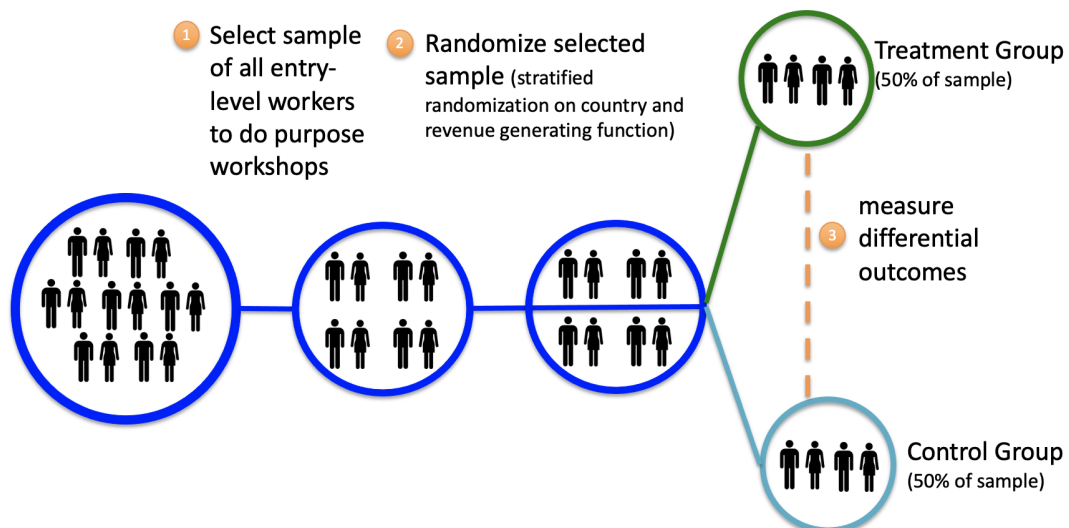 1
Select sample
of all entry-
level workers
to do purpose
workshops
2
Randomize selected
sample (stratified
randomization on country and
revenue generating function)
Treatment Group
(50% of sample)
3
measure
differential
outcomes
Control Group
(50% of sample)